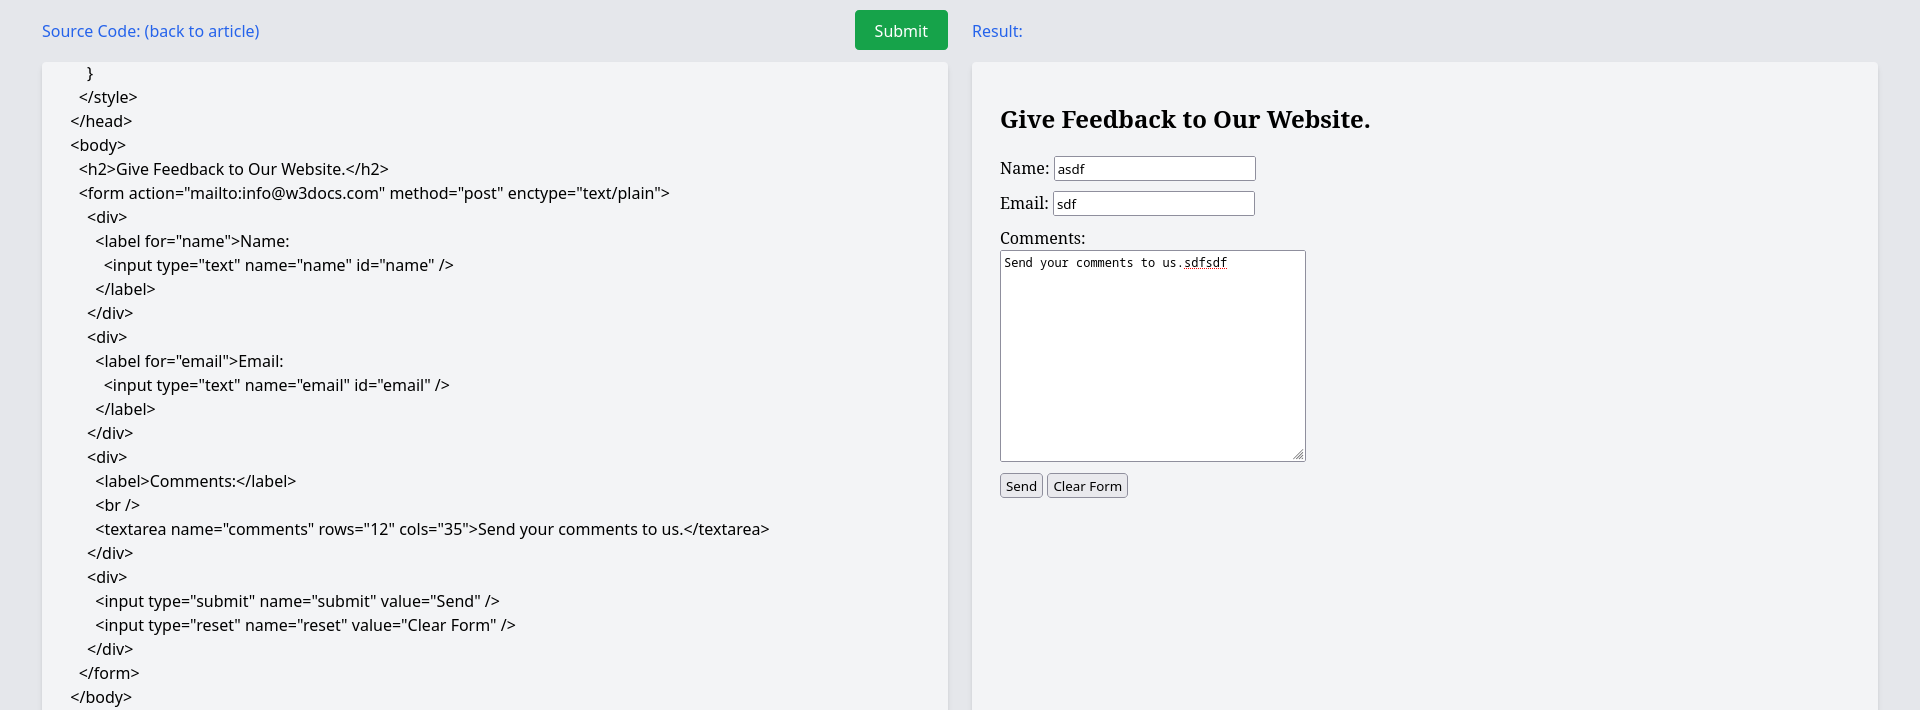 Source Code: (back to article)
Submit
}
</style>
</head>
<body>
<h2>Give Feedback to Our Website.</h2>
<form action="mailto:info@w3docs.com" method="post" enctype="text/plain">
<div>
<label for="name">Name:
<input type="text" name="name" id="name" />
</label>
</div>
<div>
<label for="email">Email:
<input type="text" name="email" id="email" />
</label>
</div>
<div>
<label>Comments:</label>
<br />
<textarea name="comments" rows="12" cols="35">Send your comments to us.</textarea>
</div>
<div>
<input type="submit" name="submit" value="Send" />
<input type="reset" name="reset" value="Clear Form" />
</div>
</form>
</body>
Result:
Give Feedback to Our Website.
Name: asdf
Email: sdf
Comments:
Send your comments to us.sdfsdf
Send Clear Form